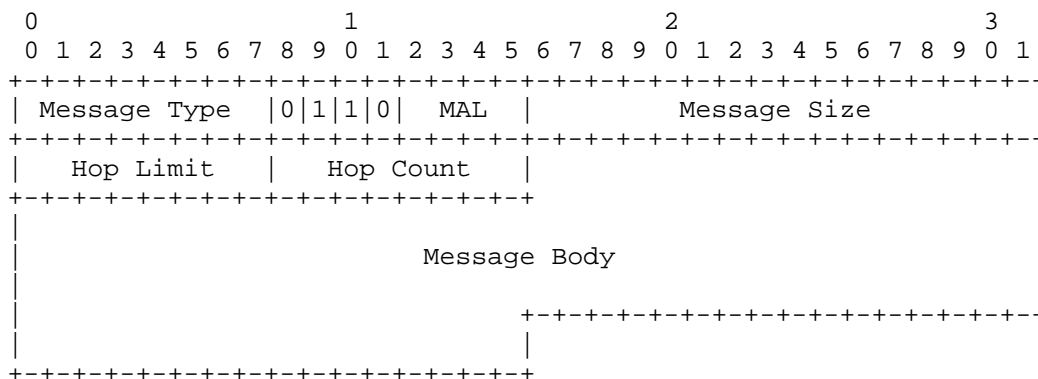 0                   1                   2                   3
0 1 2 3 4 5 6 7 8 9 0 1 2 3 4 5 6 7 8 9 0 1 2 3 4 5 6 7 8 9 0 1
+-+-+-+-+-+-+-+-+-+-+-+-+-+-+-+-+-+-+-+-+-+-+-+-+-+-+-+-+-+-+-+--
| Message Type  |0|1|1|0|  MAL  |         Message Size
+-+-+-+-+-+-+-+-+-+-+-+-+-+-+-+-+-+-+-+-+-+-+-+-+-+-+-+-+-+-+-+--
|   Hop Limit   |   Hop Count   |
+-+-+-+-+-+-+-+-+-+-+-+-+-+-+-+-+
|
|                         Message Body
|
|                               +-+-+-+-+-+-+-+-+-+-+-+-+-+-+-+--
|                               |
+-+-+-+-+-+-+-+-+-+-+-+-+-+-+-+-+